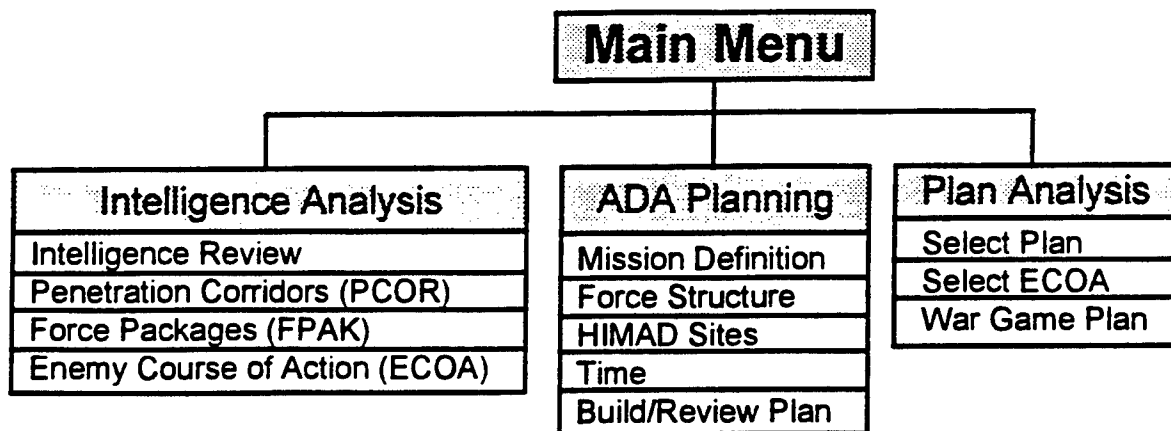 Main Menu
Intelligence Analysis
Intelligence Review
Penetration Corridors (PCOR)
Force Packages (FPAK)
Enemy Course of Action (ECOA)
ADA Planning
Mission Definition
Force Structure
HIMAD Sites
Time
Build/Review Plan
Plan Analysis
Select Plan
Select ECOA
War Game Plan